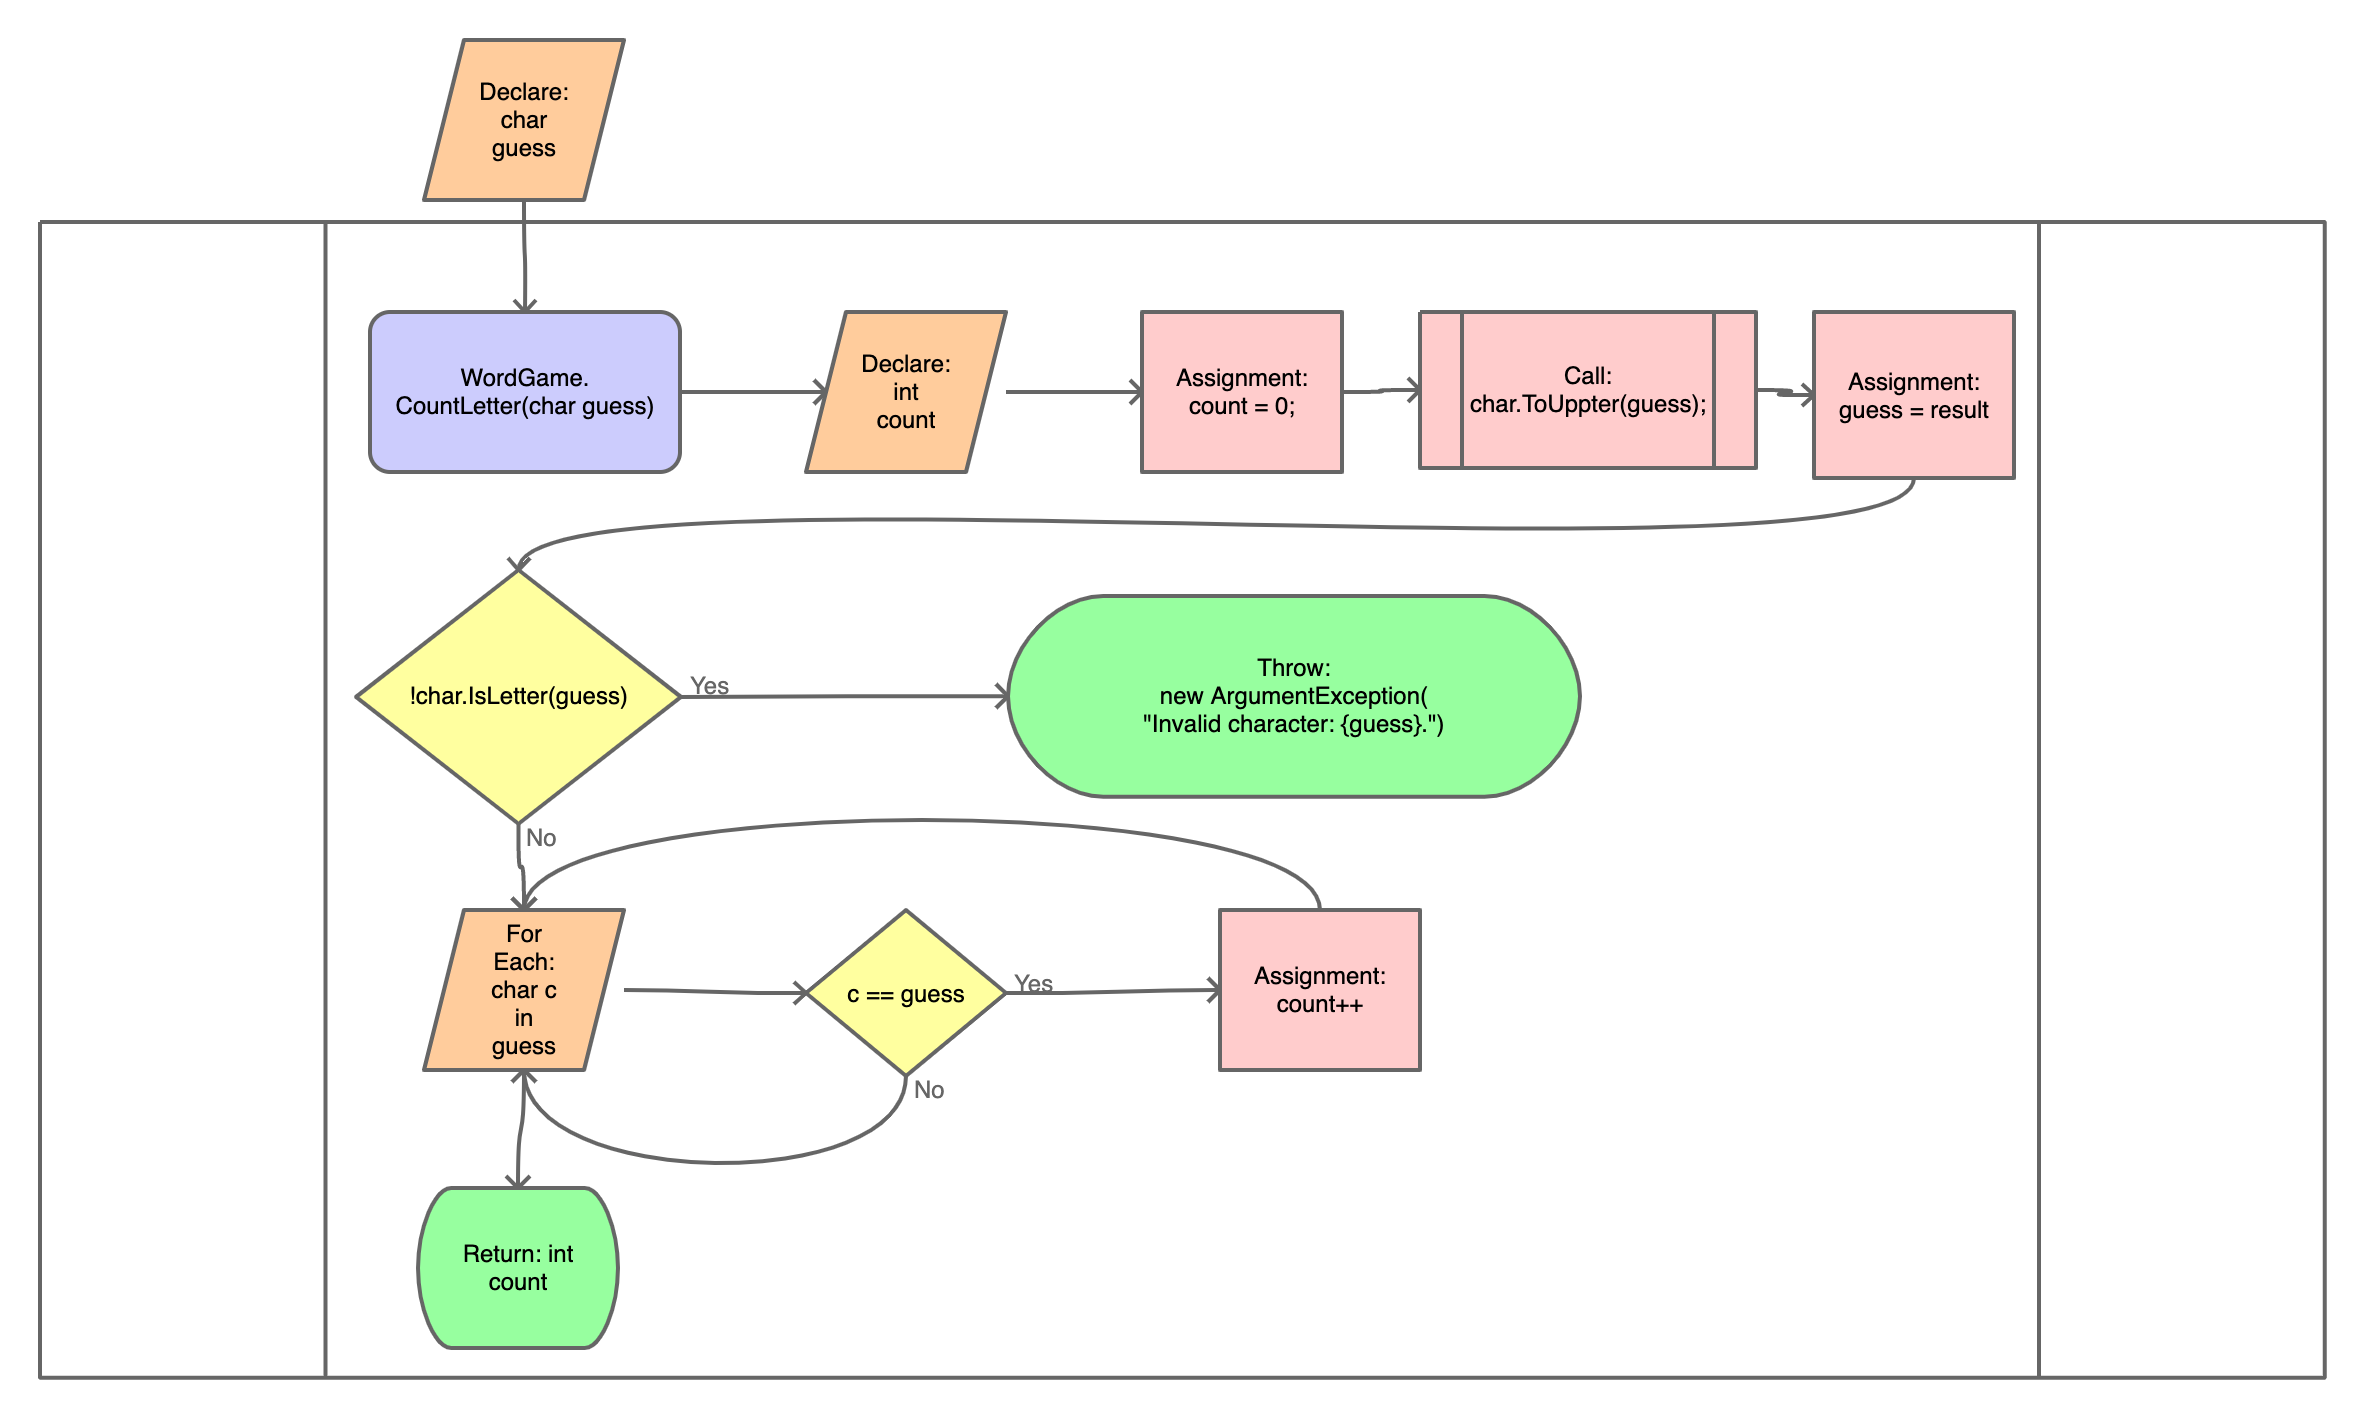 Declare:
char
guess
WordGame.
CountLetter(char guess)
Declare:
int
count
Assignment:
count = 0;
Call:
char.ToUppter(guess);
Assignment:
guess = result
!char.IsLetter(guess)
Yes
Throw:
new ArgumentException(
"Invalid character: {guess}.")
No
For
Each:
char c
in
guess
c == guess
Yes
Assignment:
count++
No
Return: int
count